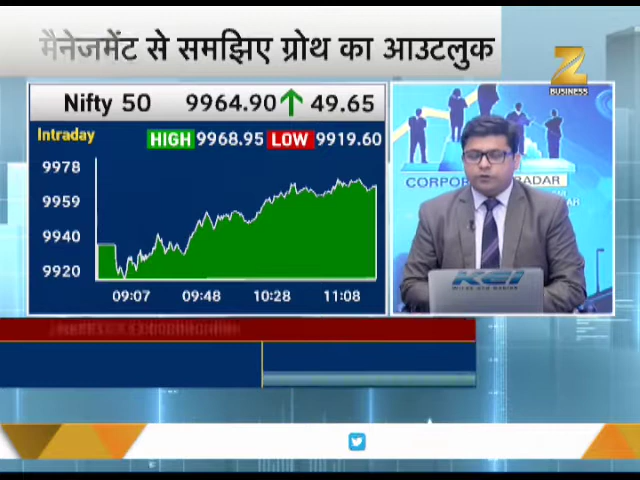 मैनेजमेंट से समझिए ग्रोथ का आउटलुक
Z
BUSINESS
Nifty 50 9964.90 49.65
Intraday HIGH 9968.95 LOW 9919.60
9978
9959
9940
9920
09:07 09:48 10:28 11:08
RADAR
KEI